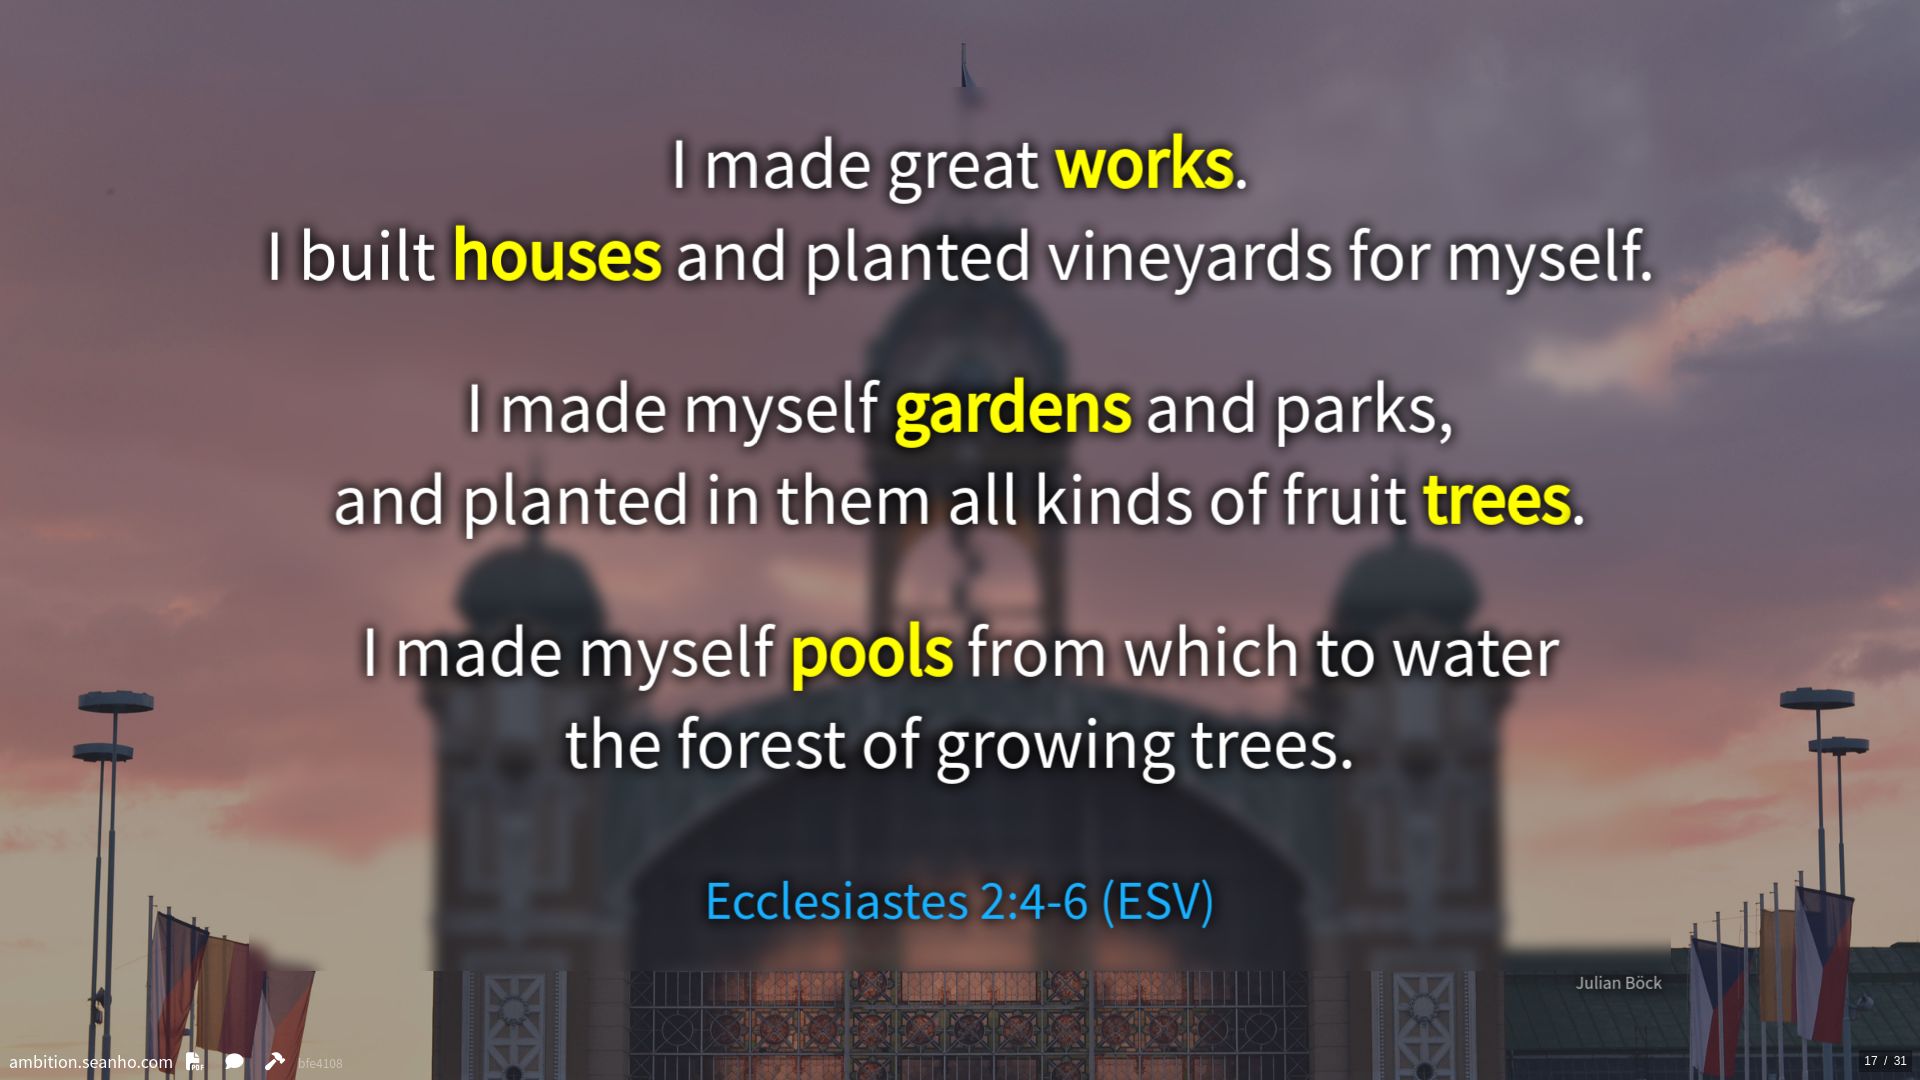 I made great works.
I built houses and planted vineyards for myself.
I made myself gardens and parks,
and planted in them all kinds of fruit trees.
I made myself pools from which to water
the forest of growing trees.
Ecclesiastes 2:4-6 (ESV)
Julian Böck
ambition.seanho.com PDF bfe4108
17 / 31